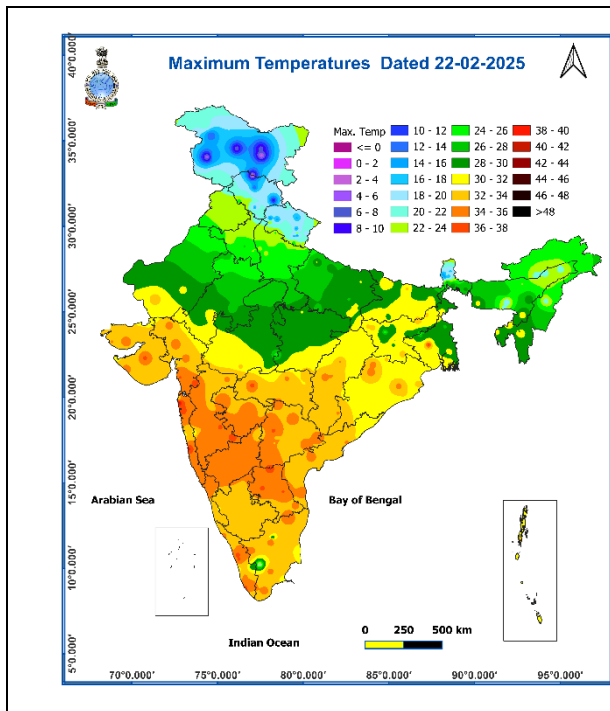 Maximum Temperatures Dated 22-02-2025
Max. Temp
<= 0
0 - 2
2 - 4
4 - 6
6 - 8
8 - 10
10 - 12
12 - 14
14 - 16
16 - 18
18 - 20
20 - 22
22 - 24
24 - 26
26 - 28
28 - 30
30 - 32
32 - 34
34 - 36
36 - 38
38 - 40
40 - 42
42 - 44
44 - 46
46 - 48
>48
40°0.000'
35°0.000'
30°0.000'
25°0.000'
20°0.000'
15°0.000'
10°0.000'
5°0.000'
Arabian Sea
Bay of Bengal
Indian Ocean
0 250 500 km
70°0.000' 75°0.000' 80°0.000' 85°0.000' 90°0.000' 95°0.000'